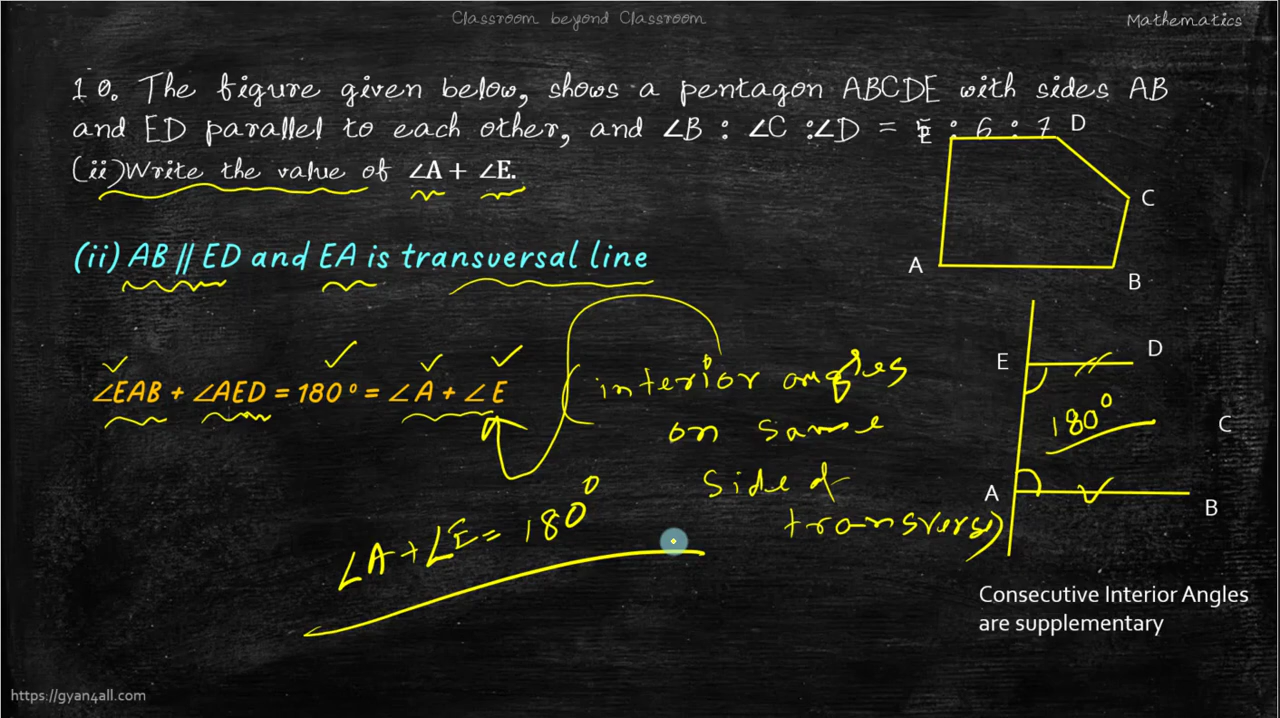 Classroom beyond Classroom
Mathematics
10. The figure given below, shows a pentagon ABCDE with sides AB
and ED parallel to each other, and ∠B : ∠C :∠D = 5 : 6 : 7
(ii)Write the value of ∠A + ∠E.
E
D
C
A
B
(ii) AB || ED and EA is transversal line
∠EAB + ∠AED = 180° = ∠A + ∠E
(interior angles
on same
side of
∠A + ∠E = 180°
E
D
180°
C
A
B
Consecutive Interior Angles
are supplementary
https://gyan4all.com